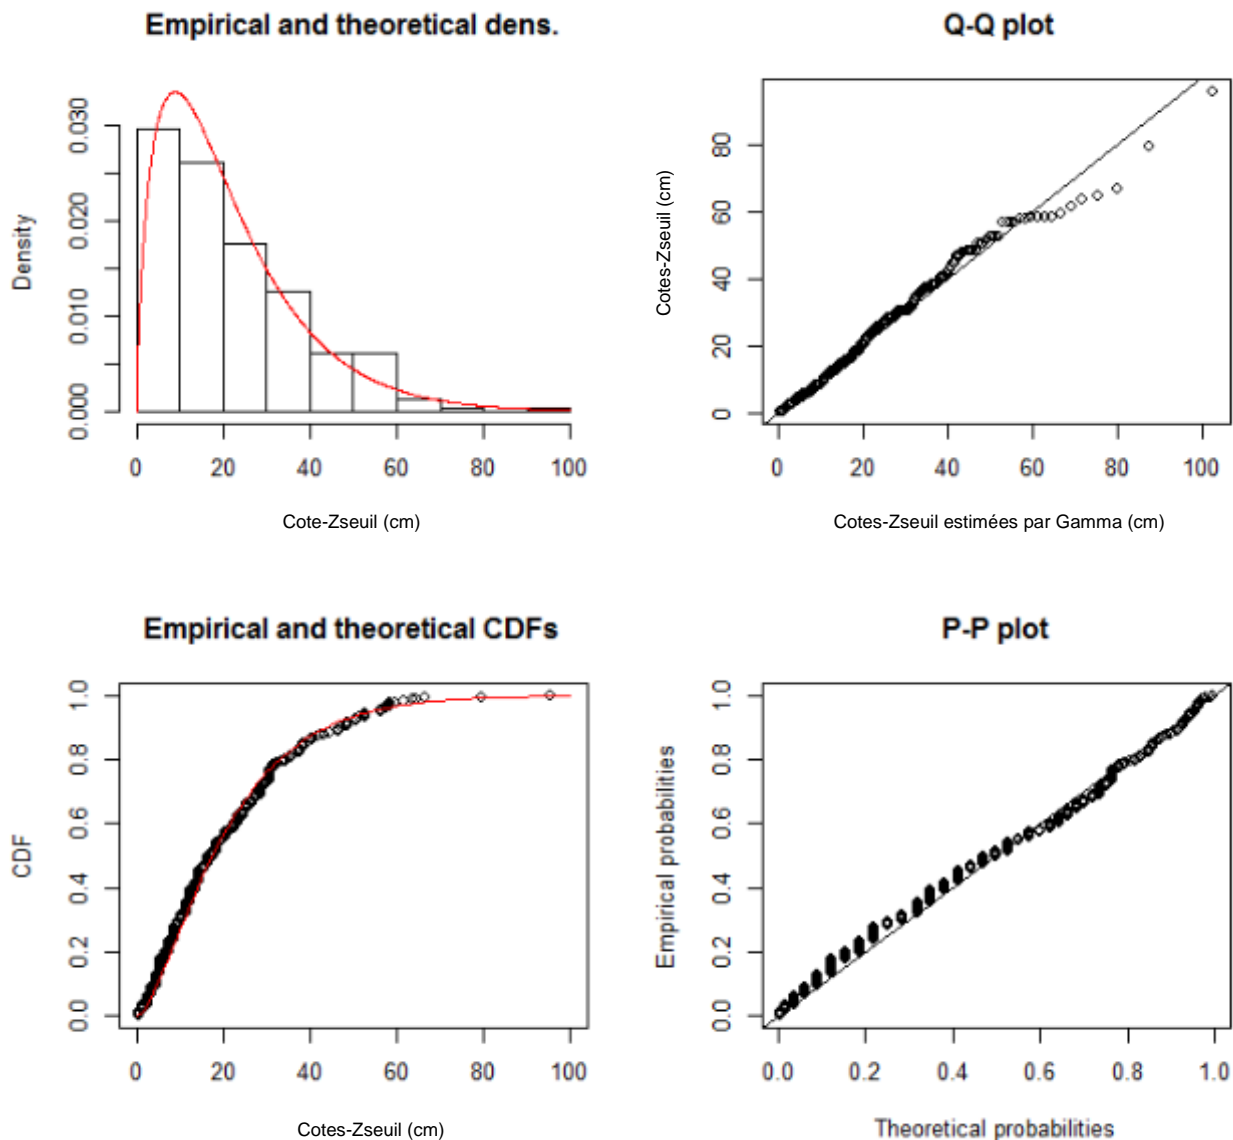 Empirical and theoretical dens.
Density
0.000 0.010 0.020 0.030
0 20 40 60 80 100
Cote-Zseuil (cm)
Q-Q plot
Cotes-Zseuil (cm)
0 20 40 60 80
0 20 40 60 80 100
Cotes-Zseuil estimées par Gamma (cm)
Empirical and theoretical CDFs
CDF
0.0 0.2 0.4 0.6 0.8 1.0
0 20 40 60 80 100
Cotes-Zseuil (cm)
P-P plot
Empirical probabilities
0.0 0.2 0.4 0.6 0.8 1.0
0.0 0.2 0.4 0.6 0.8 1.0
Theoretical probabilities